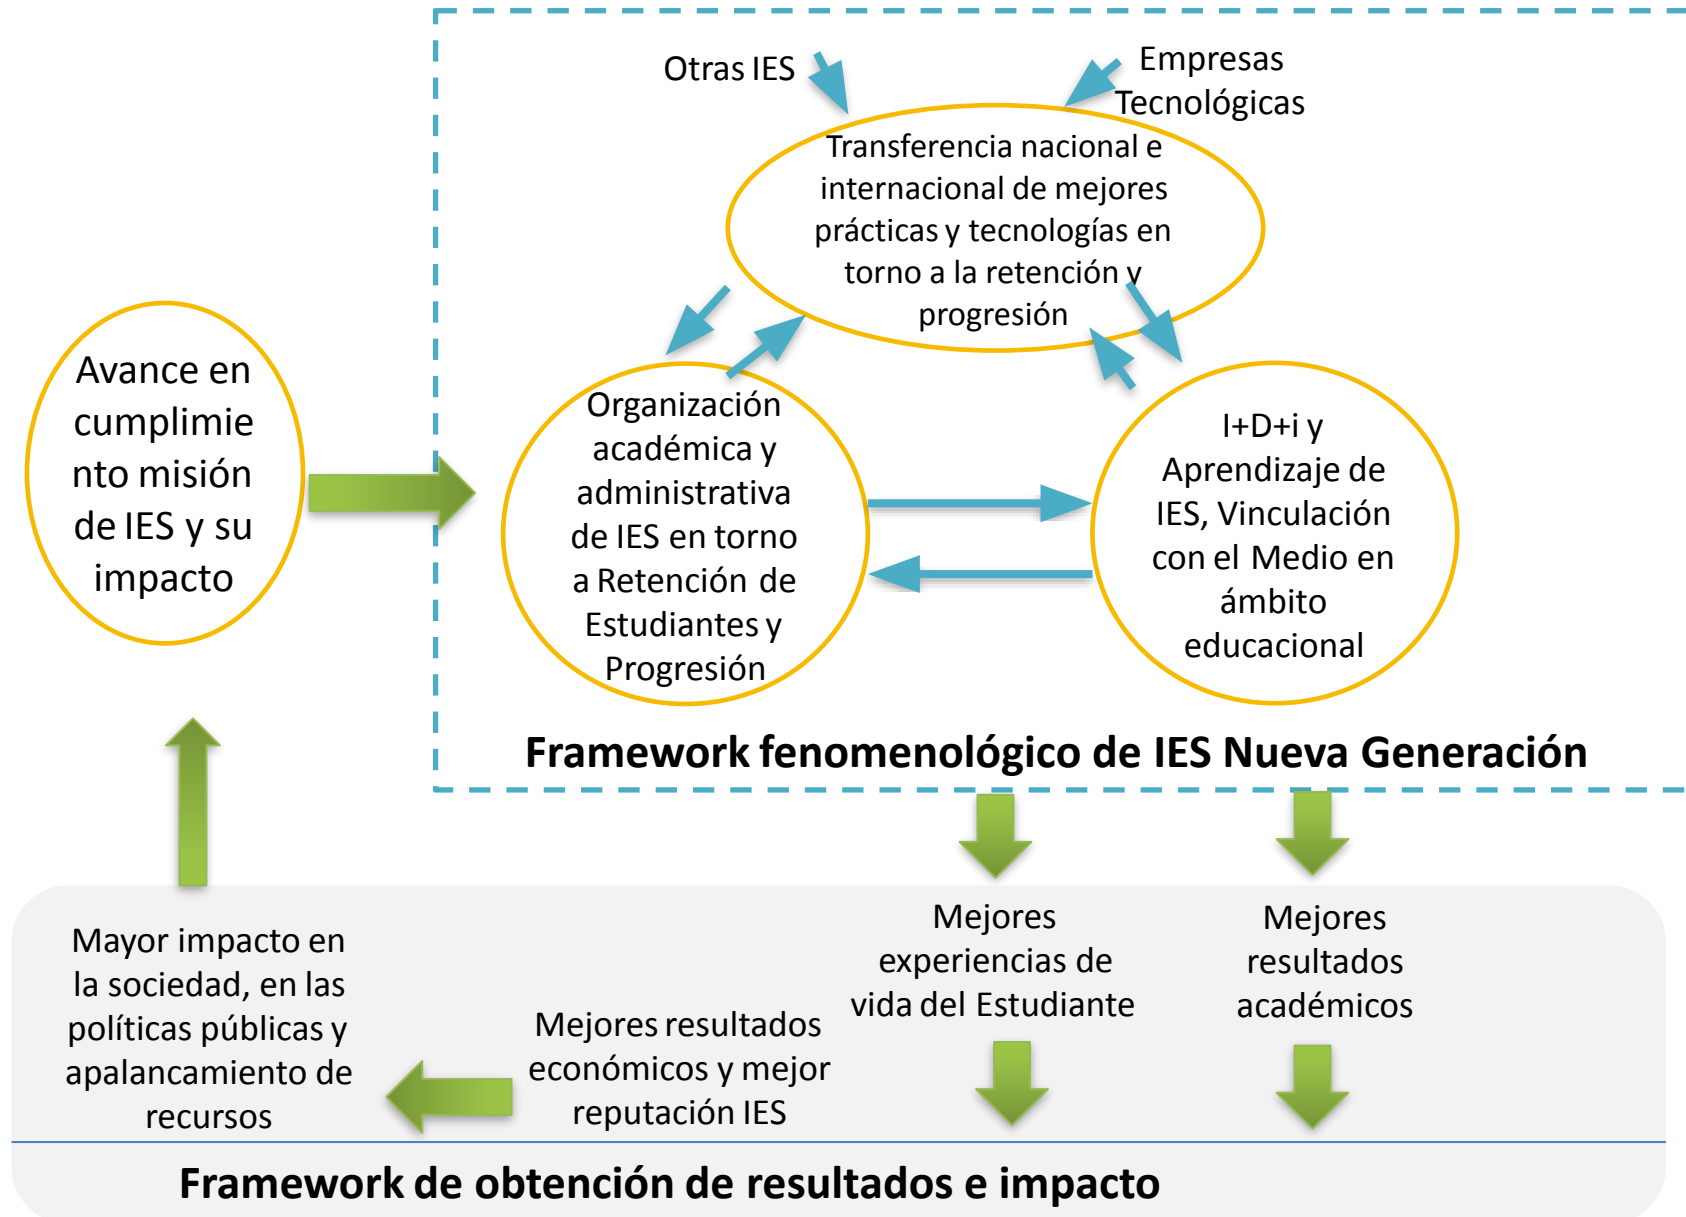 Otras IES
Empresas
Tecnológicas
Transferencia nacional e
internacional de mejores
prácticas y tecnologías en
torno a la retención y
progresión
Avance en
cumplimie
nto misión
de IES y su
impacto
Organización
académica y
administrativa
de IES en torno
a Retención de
Estudiantes y
Progresión
I+D+i y
Aprendizaje de
IES, Vinculación
con el Medio en
ámbito
educacional
Framework fenomenológico de IES Nueva Generación
Mayor impacto en
la sociedad, en las
políticas públicas y
apalancamiento de
recursos
Mejores resultados
económicos y mejor
reputación IES
Mejores
experiencias de
vida del Estudiante
Mejores
resultados
académicos
Framework de obtención de resultados e impacto